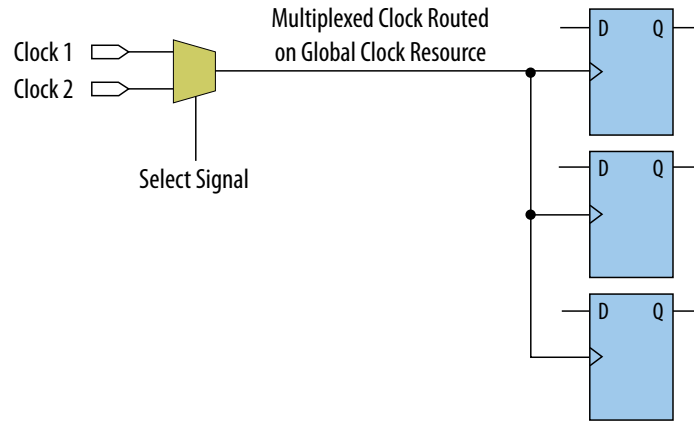 Multiplexed Clock Routed
on Global Clock Resource
Clock 1
Clock 2
Select Signal
D Q
D Q
D Q